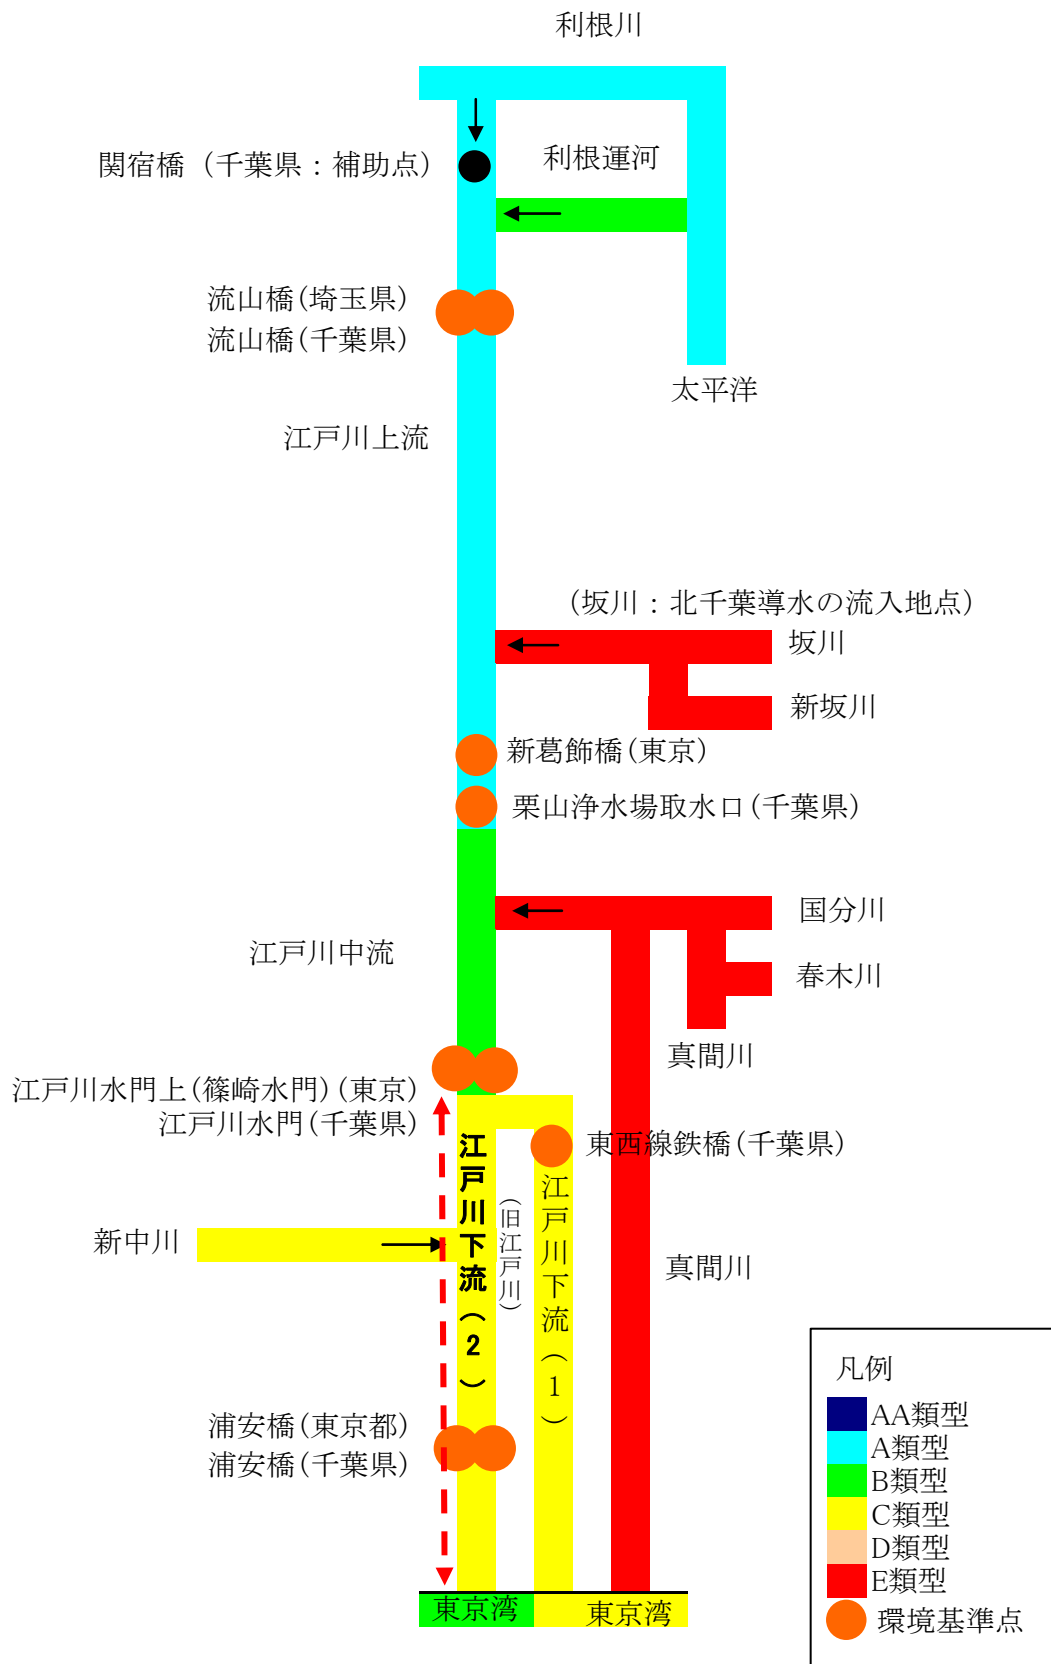 利根川
関宿橋（千葉県：補助点）
利根運河
流山橋(埼玉県)
流山橋(千葉県)
太平洋
江戸川上流
（坂川：北千葉導水の流入地点）
坂川
新坂川
新葛飾橋(東京)
栗山浄水場取水口(千葉県)
国分川
江戸川中流
春木川
真間川
江戸川水門上(篠崎水門)(東京)
江戸川水門(千葉県)
東西線鉄橋(千葉県)
江戸川下流（2）
（旧江戸川）
江戸川下流（1）
新中川
真間川
浦安橋(東京都)
浦安橋(千葉県)
東京湾
東京湾
凡例
AA類型
A類型
B類型
C類型
D類型
E類型
環境基準点